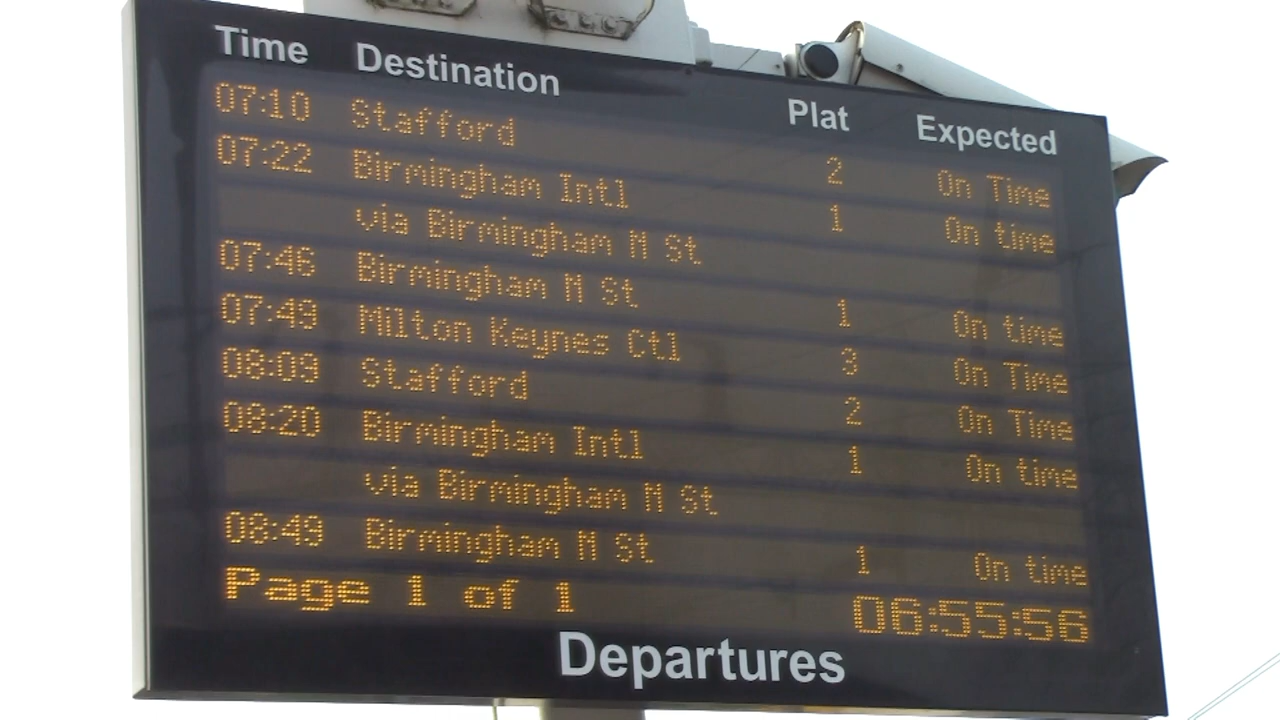 Time Destination Plat Expected
07:10 Stafford 2 On Time
07:22 Birmingham Intl 1 On time
via Birmingham N St
07:46 Birmingham N St 1 On time
07:49 Milton Keynes Ctl 3 On Time
08:09 Stafford 2 On Time
08:20 Birmingham Intl 1 On time
via Birmingham N St
08:49 Birmingham N St 1 On time
Page 1 of 1 06:55:56
Departures